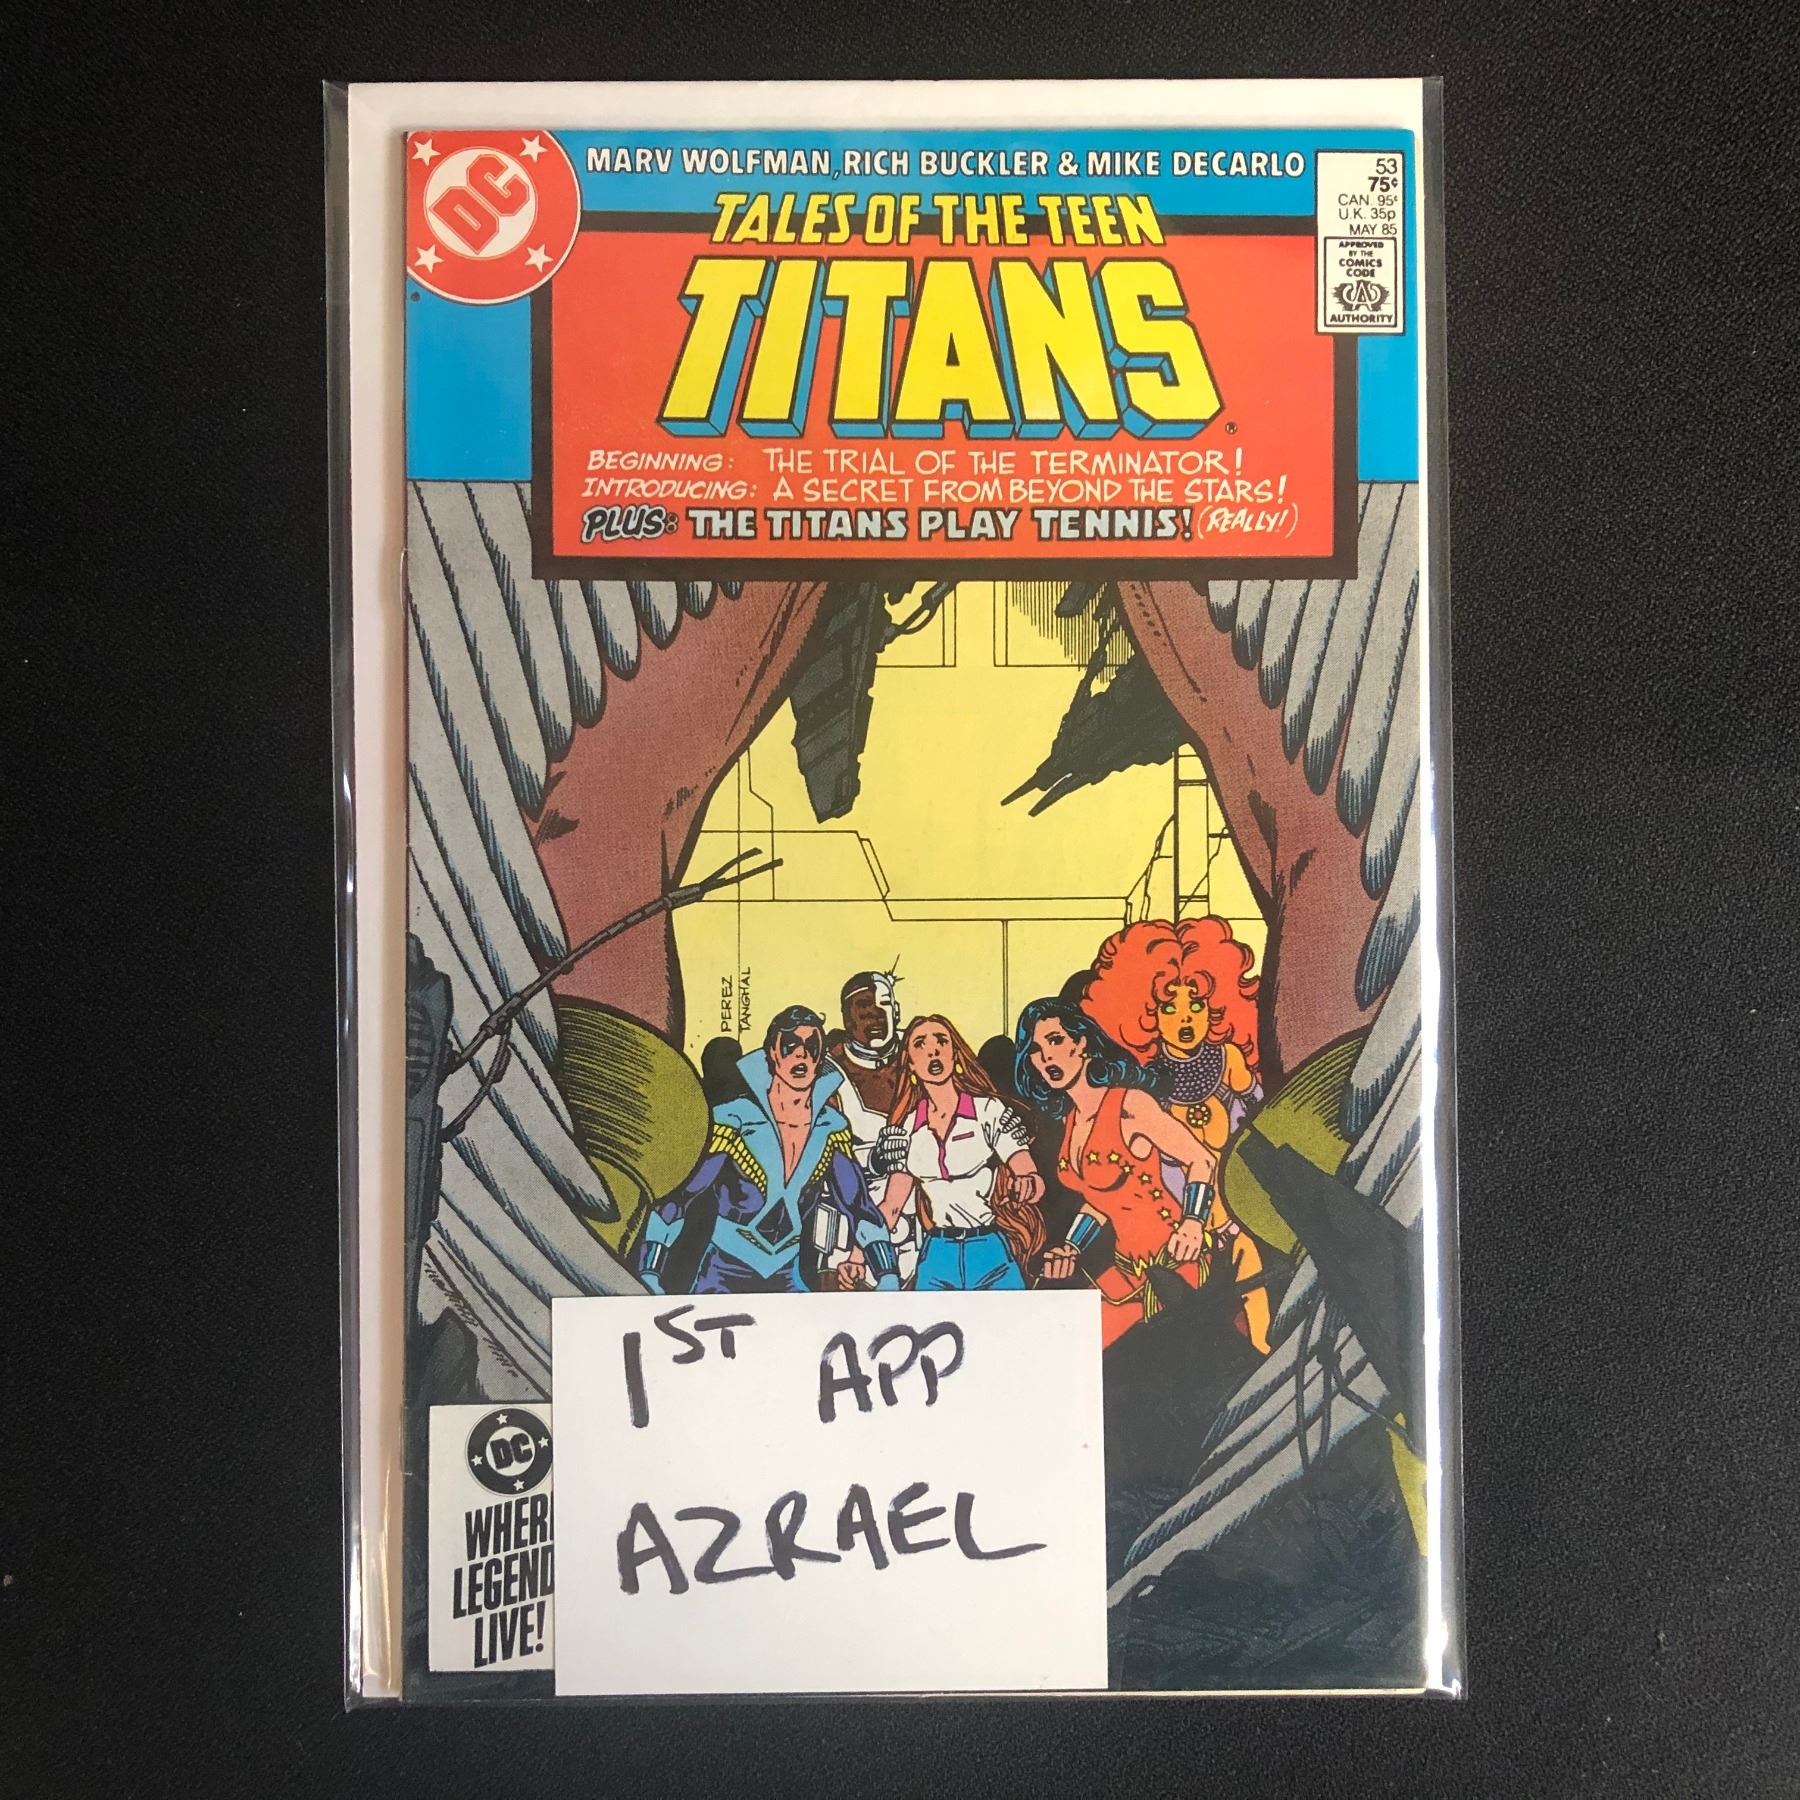 DC
MARV WOLFMAN, RICH BUCKLER & MIKE DECARLO
53
75¢
CAN. 95¢
U.K. 35p
MAY 85
APPROVED
BY THE
COMICS
CODE
CA
AUTHORITY
TALES OF THE TEEN
TITANS®
BEGINNING: THE TRIAL OF THE TERMINATOR!
INTRODUCING: A SECRET FROM BEYOND THE STARS!
PLUS: THE TITANS PLAY TENNIS! (REALLY!)
PEREZ
TANGHAL
DC
WHERE
LEGEND
LIVE!
1ST APP
AZRAEL